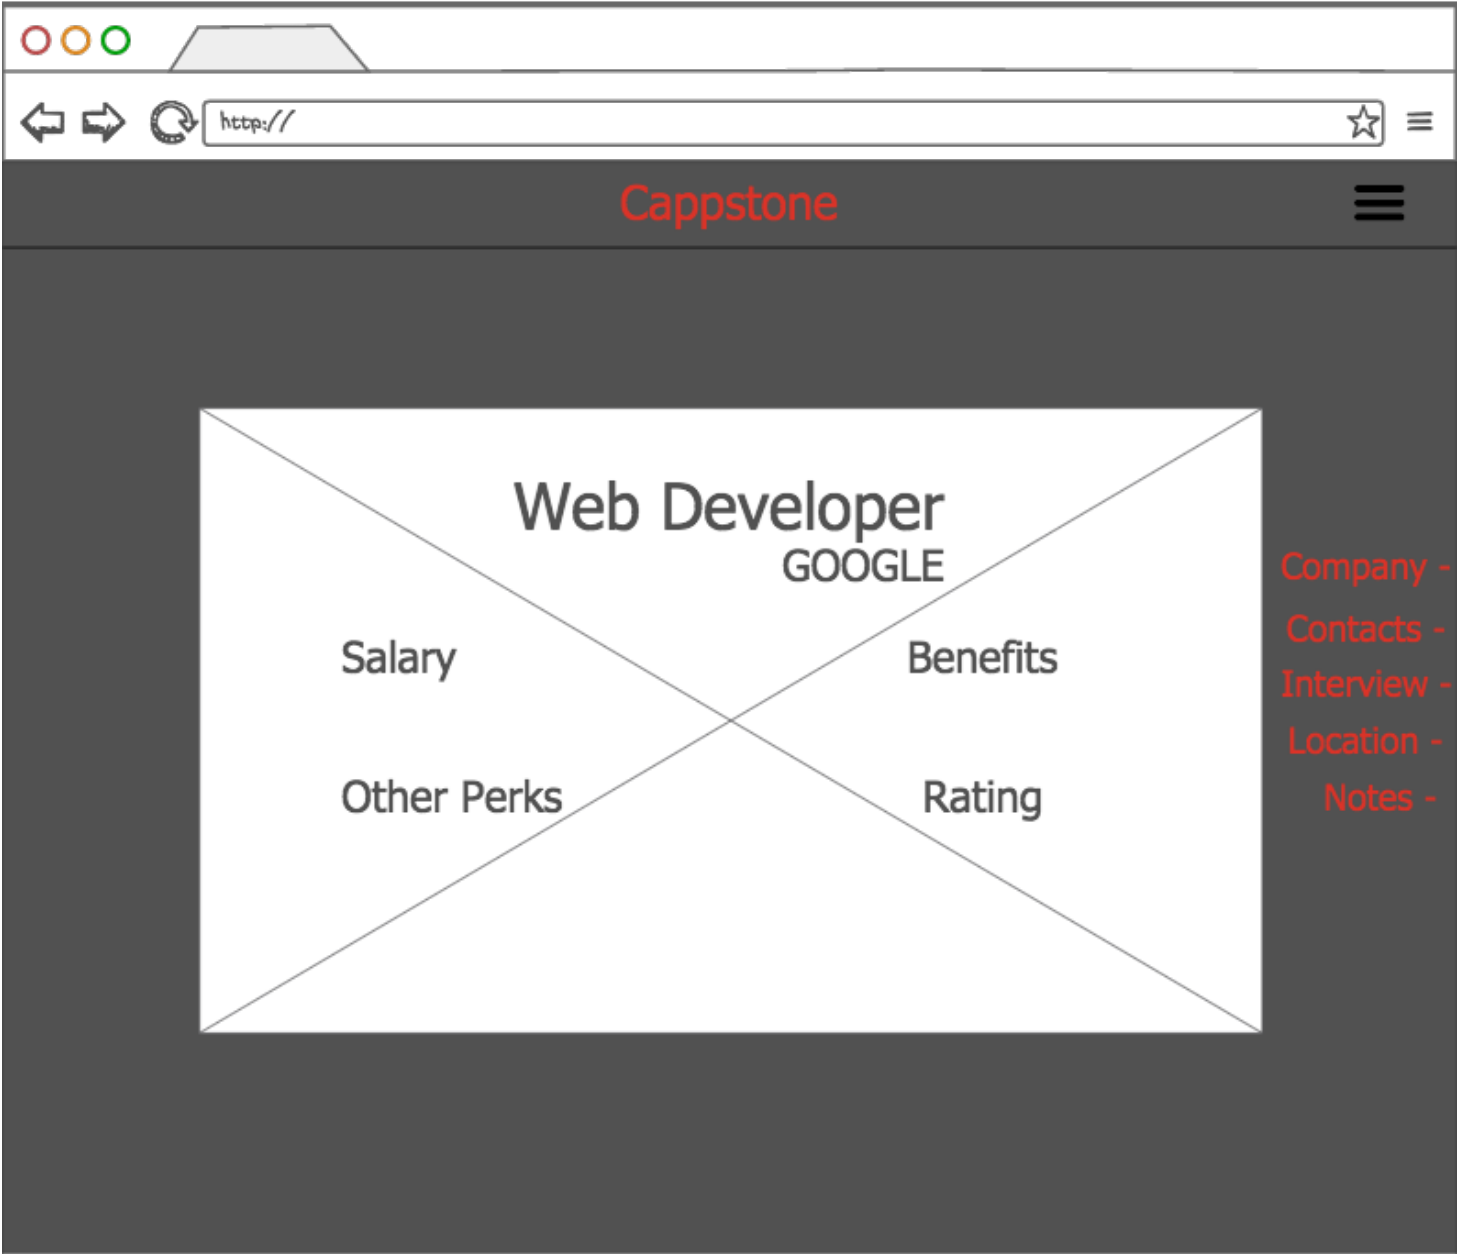 http://
Cappstone
Web Developer
GOOGLE
Salary
Benefits
Other Perks
Rating
Company -
Contacts -
Interview -
Location -
Notes -